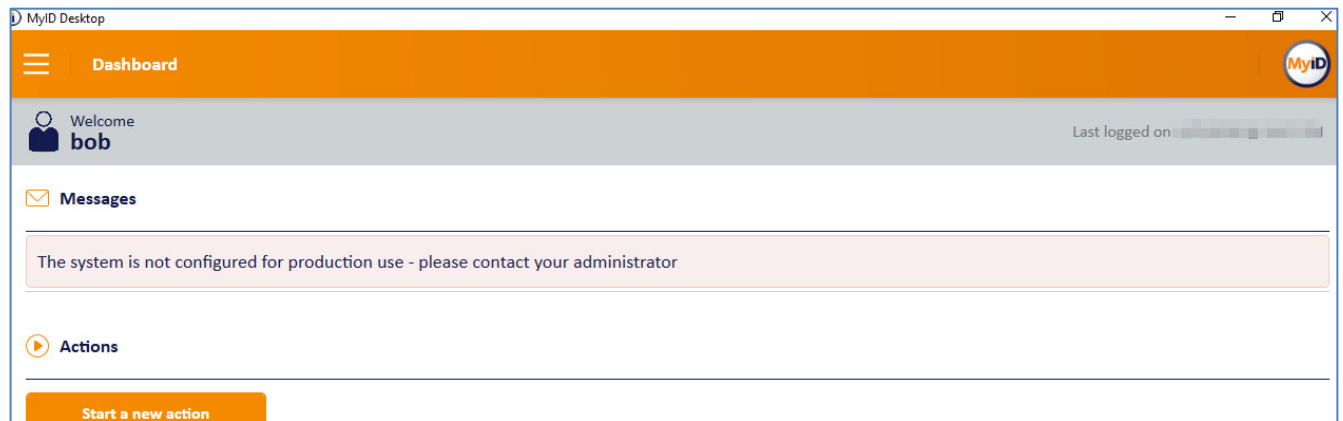 MyID Desktop
Dashboard
MyID
Welcome
bob
Last logged on
Messages
The system is not configured for production use - please contact your administrator
Actions
Start a new action